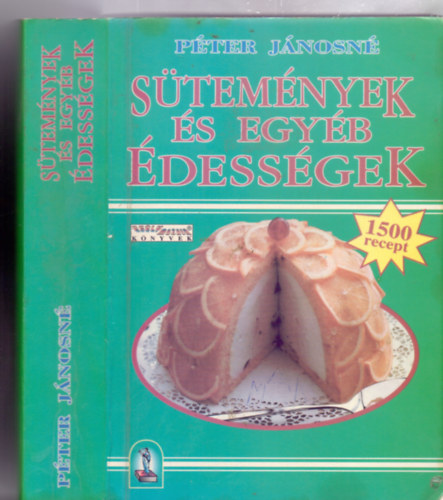 PÉTER JÁNOSNÉ
SÜTEMÉNYEK
ÉS EGYÉB
ÉDESSÉGEK
1500
recept
KÖNYVEK
SÜTEMÉNYEK
ÉS EGYÉB
ÉDESSÉGEK
PÉTER JÁNOSNÉ